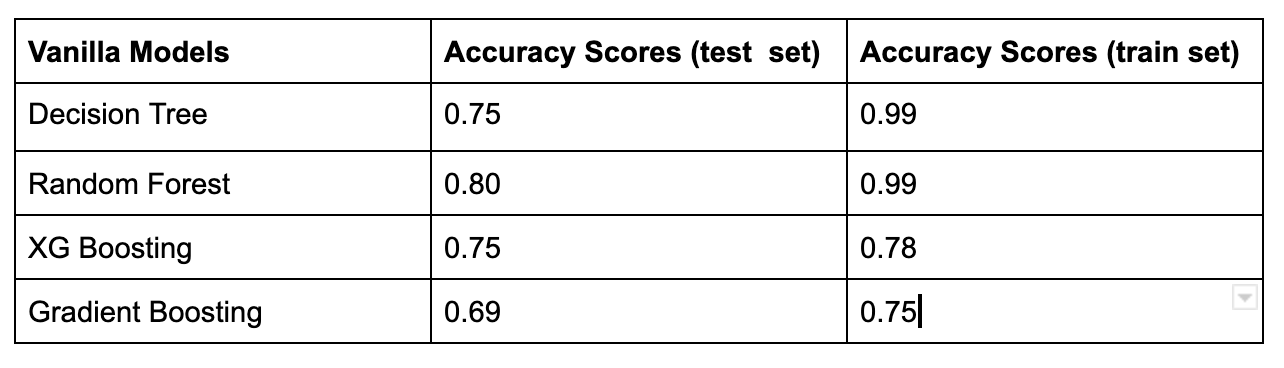 Vanilla Models Accuracy Scores (test  set) Accuracy Scores (train set)
Decision Tree 0.75 0.99
Random Forest 0.80 0.99
XG Boosting 0.75 0.78
Gradient Boosting 0.69 0.75